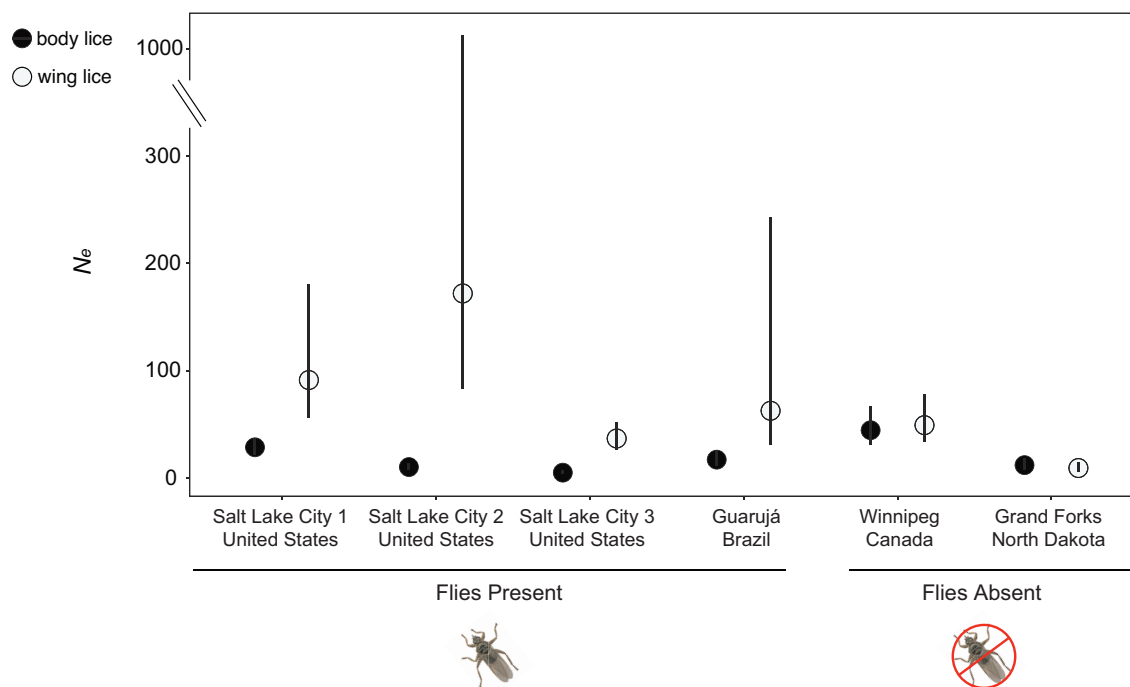 body lice
wing lice
1000
300
200
100
0
Ne
Salt Lake City 1
United States
Salt Lake City 2
United States
Salt Lake City 3
United States
Guarujá
Brazil
Winnipeg
Canada
Grand Forks
North Dakota
Flies Present
Flies Absent